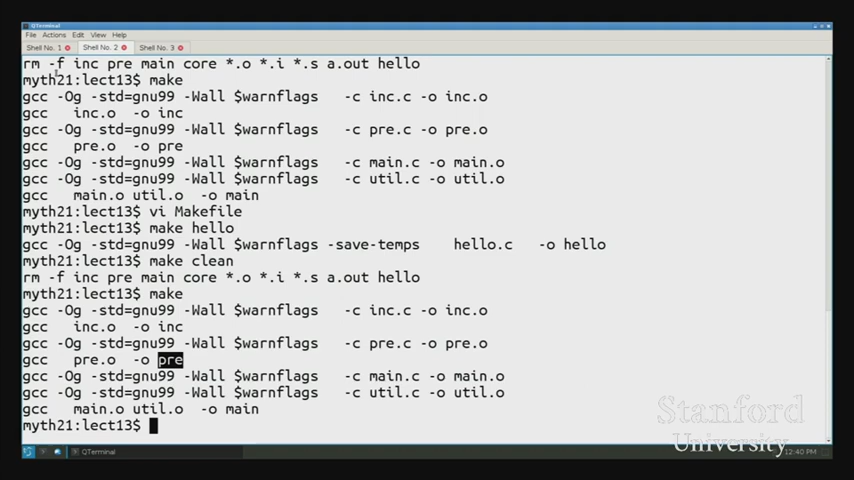 QTerminal
File Actions Edit View Help
Shell No. 1 Shell No. 2 Shell No. 3
rm -f inc pre main core *.o *.i *.s a.out hello
myth21:lect13$ make
gcc -Og -std=gnu99 -Wall $warnflags -c inc.c -o inc.o
gcc inc.o -o inc
gcc -Og -std=gnu99 -Wall $warnflags -c pre.c -o pre.o
gcc pre.o -o pre
gcc -Og -std=gnu99 -Wall $warnflags -c main.c -o main.o
gcc -Og -std=gnu99 -Wall $warnflags -c util.c -o util.o
gcc main.o util.o -o main
myth21:lect13$ vi Makefile
myth21:lect13$ make hello
gcc -Og -std=gnu99 -Wall $warnflags -save-temps hello.c -o hello
myth21:lect13$ make clean
rm -f inc pre main core *.o *.i *.s a.out hello
myth21:lect13$ make
gcc -Og -std=gnu99 -Wall $warnflags -c inc.c -o inc.o
gcc inc.o -o inc
gcc -Og -std=gnu99 -Wall $warnflags -c pre.c -o pre.o
gcc pre.o -o pre
gcc -Og -std=gnu99 -Wall $warnflags -c main.c -o main.o
gcc -Og -std=gnu99 -Wall $warnflags -c util.c -o util.o
gcc main.o util.o -o main
myth21:lect13$
Stanford
University
QTerminal
12:40 PM